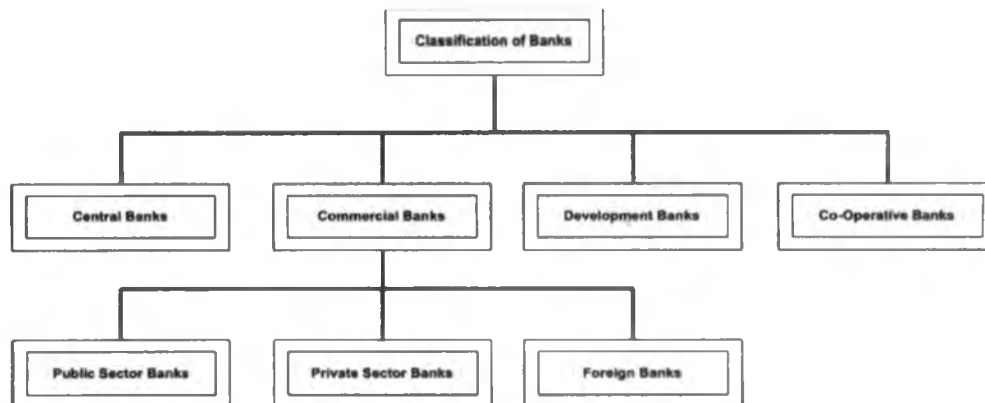 Classification of Banks
Central Banks
Commercial Banks
Development Banks
Co-Operative Banks
Public Sector Banks
Private Sector Banks
Foreign Banks